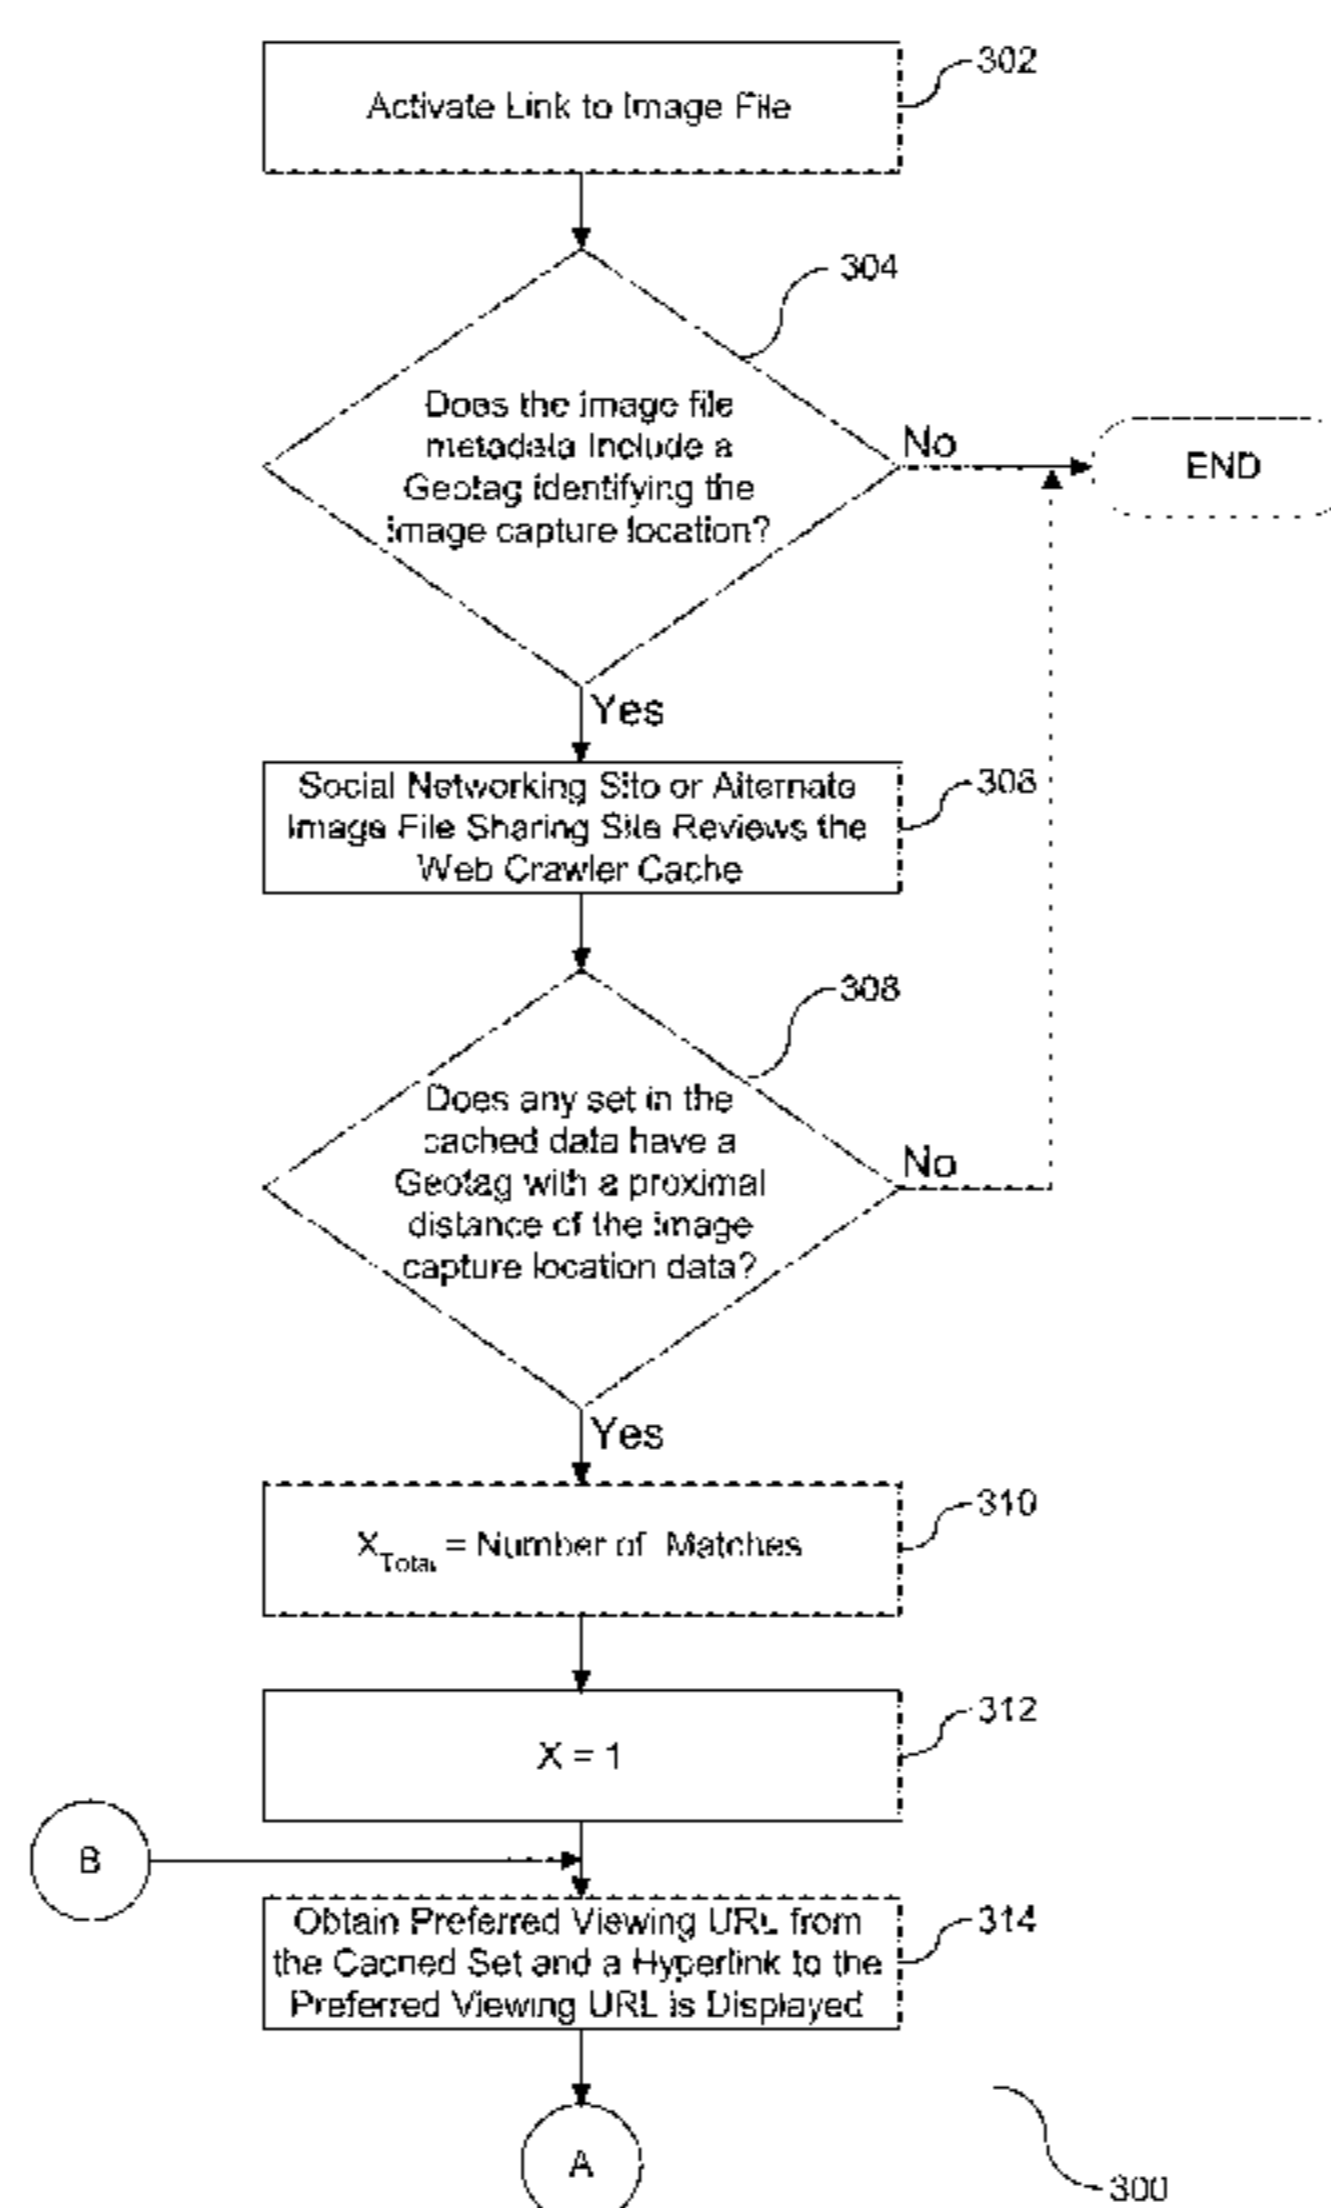 302
Activate Link to Image File
304
Does the image file
metadata include a
Geotag identifying the
image capture location?
No
END
Yes
306
Social Networking Site or Alternate
Image File Sharing Site Reviews the
Web Crawler Cache
308
Does any set in the
cached data have a
Geotag with a proximal
distance of the image
capture location data?
No
Yes
310
XTotal = Number of Matches
312
X = 1
B
314
Obtain Preferred Viewing URL from
the Cached Set and a Hyperlink to the
Preferred Viewing URL is Displayed
A
300